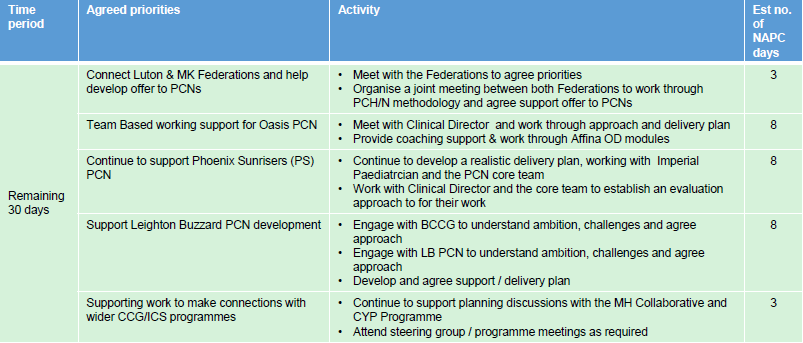 Time period
Agreed priorities
Activity
Est no. of NAPC days
Remaining 30 days
Connect Luton & MK Federations and help
develop offer to PCNs
• Meet with the Federations to agree priorities
• Organise a joint meeting between both Federations to work through
PCH/N methodology and agree support offer to PCNs
3
Team Based working support for Oasis PCN
• Meet with Clinical Director and work through approach and delivery plan
• Provide coaching support & work through Affina OD modules
8
Continue to support Phoenix Sunrisers (PS)
PCN
• Continue to develop a realistic delivery plan, working with Imperial
Paediatrcian and the PCN core team
• Work with Clinical Director and the core team to establish an evaluation
approach to for their work
8
Support Leighton Buzzard PCN development
• Engage with BCCG to understand ambition, challenges and agree
approach
• Engage with LB PCN to understand ambition, challenges and agree
approach
• Develop and agree support / delivery plan
8
Supporting work to make connections with
wider CCG/ICS programmes
• Continue to support planning discussions with the MH Collaborative and
CYP Programme
• Attend steering group / programme meetings as required
3